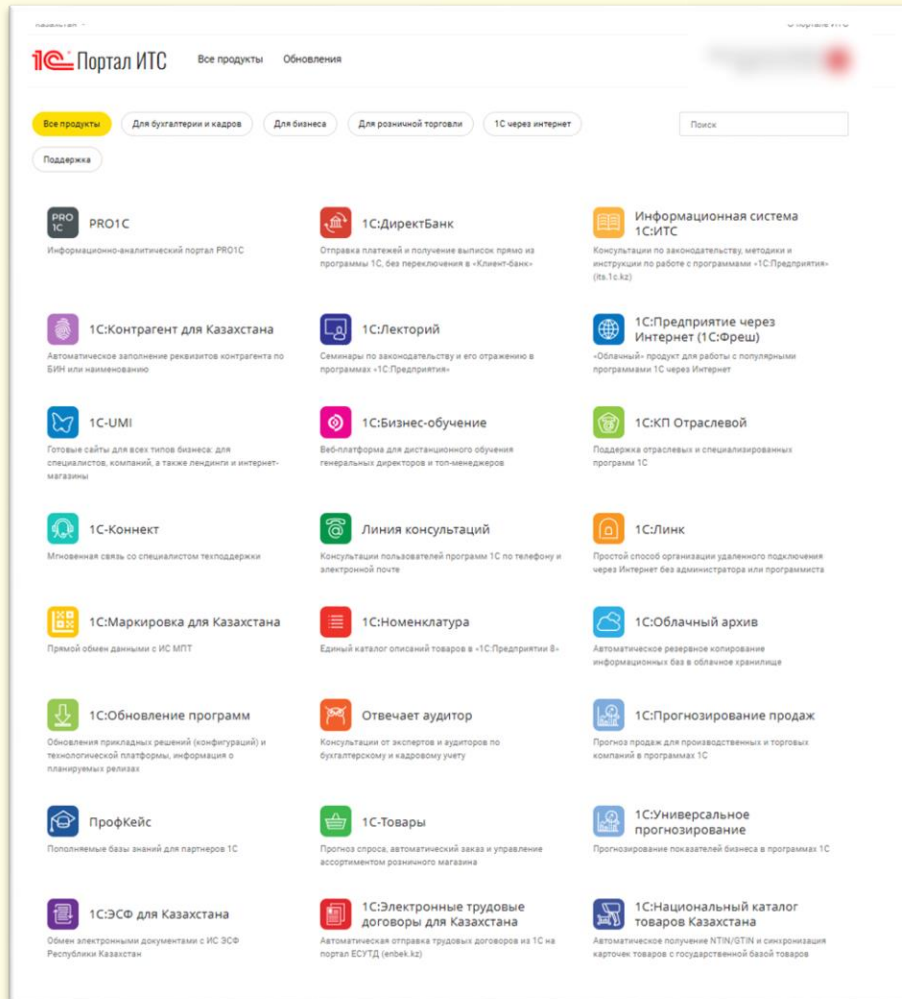 Казахстан
О портале ИТС
1С Портал ИТС
Все продукты
Обновления
Все продукты
Для бухгалтерии и кадров
Для бизнеса
Для розничной торговли
1С через интернет
Поиск
Поддержка
PRO
1C
PRO1C
1С:ДиректБанк
Информационная система
1С:ИТС
Информационно-аналитический портал PRO1C
Отправка платежей и получение выписок прямо из
программы 1С, без переключения в «Клиент-банк»
Консультации по законодательству, методики и
инструкции по работе с программами «1С:Предприятия»
(its.1c.kz)
1С:Контрагент для Казахстана
1С:Лекторий
1С:Предприятие через
Интернет (1С:Фреш)
Автоматическое заполнение реквизитов контрагента по
БИН или наименованию
Семинары по законодательству и его отражению в
программах «1С:Предприятия»
«Облачный» продукт для работы с популярными
программами 1С через Интернет
1C-UMI
1С:Бизнес-обучение
1С:КП Отраслевой
Готовые сайты для всех типов бизнеса: для
специалистов, компаний, а также лендинги и интернет-
магазины
Веб-платформа для дистанционного обучения
генеральных директоров и топ-менеджеров
Поддержка отраслевых и специализированных
программ 1С
1С-Коннект
Линия консультаций
1С:Линк
Мгновенная связь со специалистом техподдержки
Консультации пользователей программ 1С по телефону и
электронной почте
Простой способ организации удаленного подключения
через Интернет без администратора или программиста
1С:Маркировка для Казахстана
1С:Номенклатура
1С:Облачный архив
Прямой обмен данными с ИС МПТ
Единый каталог описаний товаров в «1С:Предприятии 8»
Автоматическое резервное копирование
информационных баз в облачное хранилище
1С:Обновление программ
Отвечает аудитор
1С:Прогнозирование продаж
Обновления прикладных решений (конфигураций) и
технологической платформы, информация о
планируемых релизах
Консультации от экспертов и аудиторов по
бухгалтерскому и кадровому учету
Прогноз продаж для производственных и торговых
компаний в программах 1С
ПрофКейс
1С-Товары
1С:Универсальное
прогнозирование
Пополняемые базы знаний для партнеров 1С
Прогноз спроса, автоматический заказ и управление
ассортиментом розничного магазина
Прогнозирование показателей бизнеса в программах 1С
1С:ЭСФ для Казахстана
1С:Электронные трудовые
договоры для Казахстана
1С:Национальный каталог
товаров Казахстана
Обмен электронными документами с ИС ЭСФ
Республики Казахстан
Автоматическая отправка трудовых договоров из 1С на
портал ЕСУТД (enbek.kz)
Автоматическое получение NTIN/GTIN и синхронизация
карточек товаров с государственной базой товаров